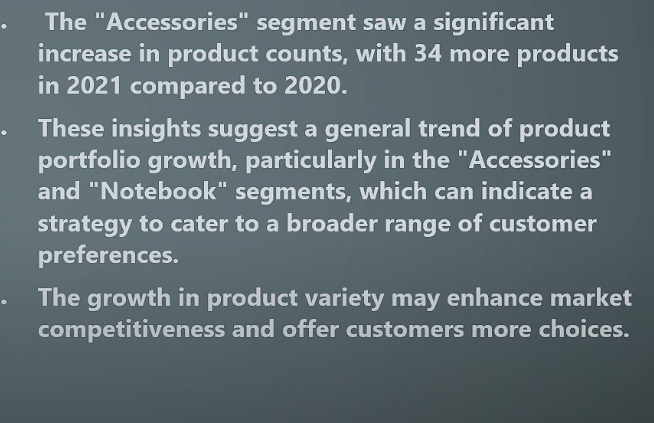 • The "Accessories" segment saw a significant
increase in product counts, with 34 more products
in 2021 compared to 2020.
• These insights suggest a general trend of product
portfolio growth, particularly in the "Accessories"
and "Notebook" segments, which can indicate a
strategy to cater to a broader range of customer
preferences.
• The growth in product variety may enhance market
competitiveness and offer customers more choices.